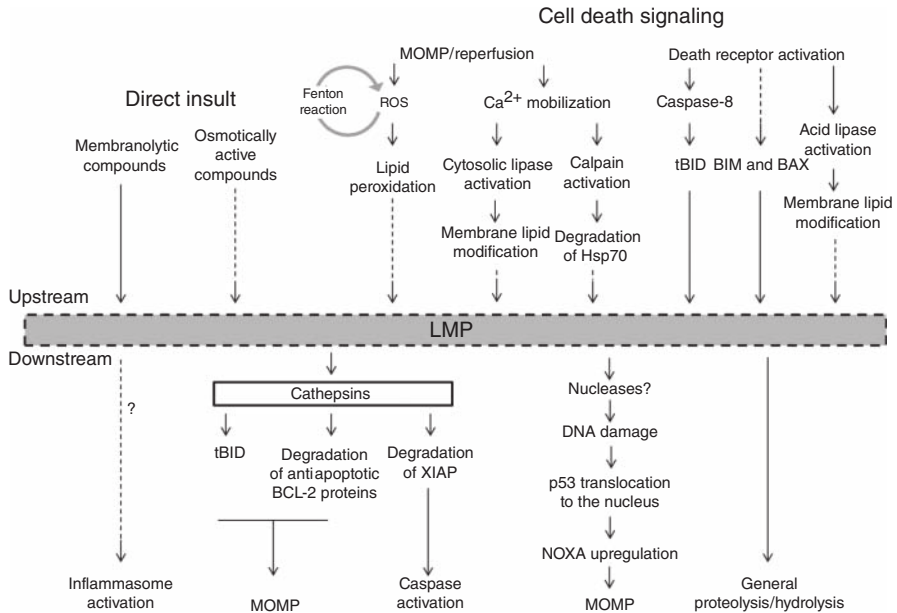 Cell death signaling
MOMP/reperfusion
Death receptor activation
Direct insult
Fenton
reaction
ROS
Ca2+ mobilization
Caspase-8
Membranolytic
compounds
Osmotically
active
compounds
Lipid
peroxidation
Cytosolic lipase
activation
Calpain
activation
tBID
BIM and BAX
Acid lipase
activation
Membrane lipid
modification
Degradation
of Hsp70
Membrane lipid
modification
Upstream
LMP
Downstream
?
Cathepsins
tBID
Degradation
of antiapoptotic
BCL-2 proteins
Degradation
of XIAP
Nucleases?
DNA damage
p53 translocation
to the nucleus
NOXA upregulation
Inflammasome
activation
MOMP
Caspase
activation
MOMP
General
proteolysis/hydrolysis